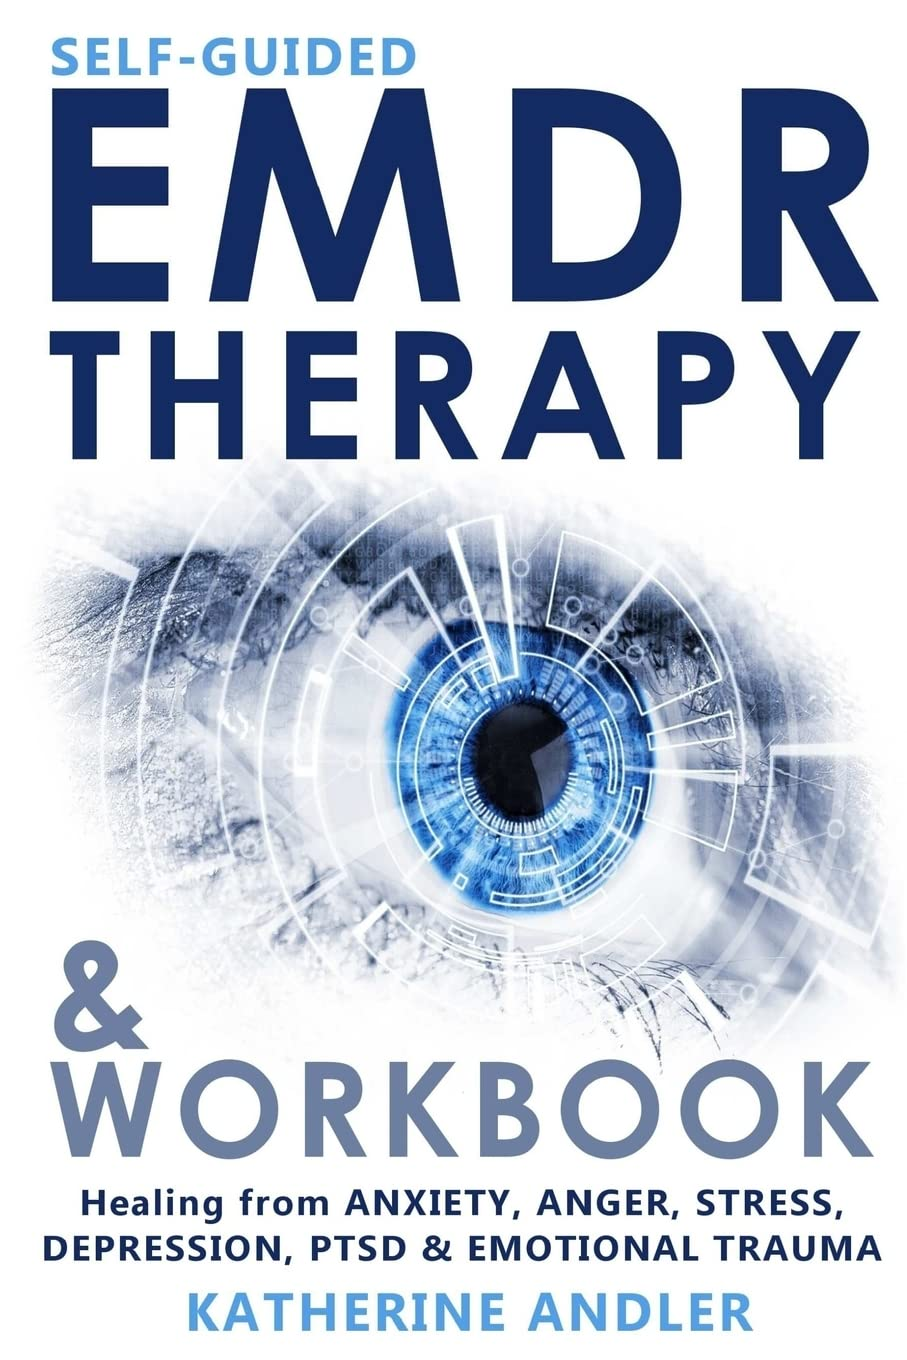 SELF-GUIDED
EMDR
THERAPY
&
WORKBOOK
Healing from ANXIETY, ANGER, STRESS,
DEPRESSION, PTSD & EMOTIONAL TRAUMA
KATHERINE ANDLER